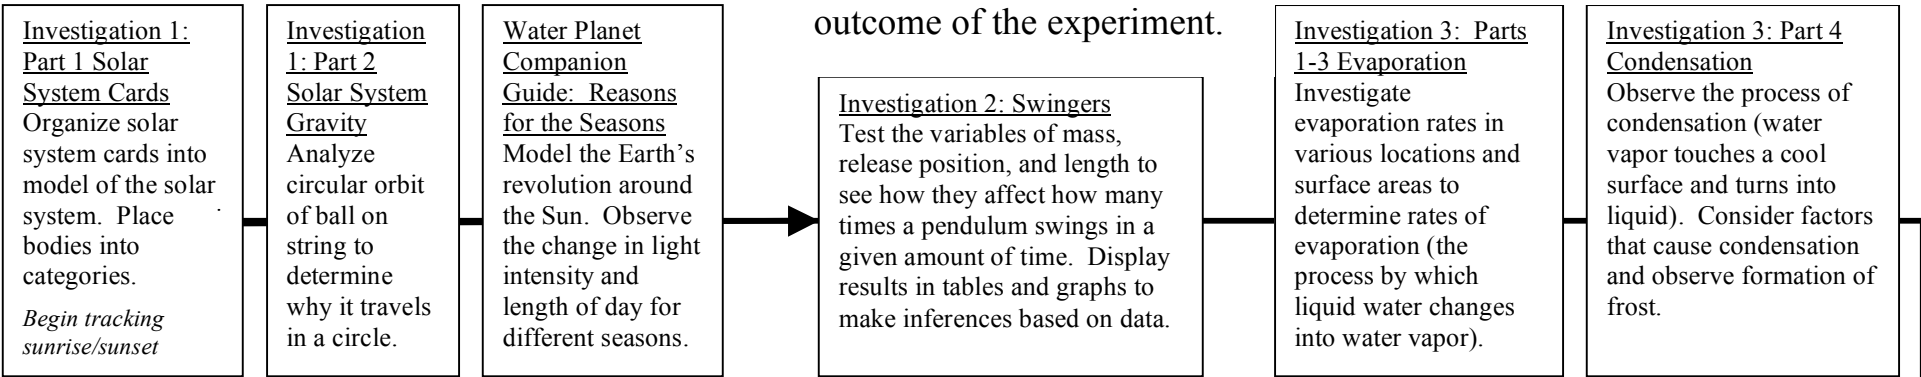 outcome of the experiment.
Investigation 1:
Part 1 Solar
System Cards
Organize solar
system cards into
model of the solar
system.  Place
bodies into
categories.
Begin tracking
sunrise/sunset
Investigation
1: Part 2
Solar System
Gravity
Analyze
circular orbit
of ball on
string to
determine
why it travels
in a circle.
Water Planet
Companion
Guide:  Reasons
for the Seasons
Model the Earth’s
revolution around
the Sun.  Observe
the change in light
intensity and
length of day for
different seasons.
Investigation 2: Swingers
Test the variables of mass,
release position, and length to
see how they affect how many
times a pendulum swings in a
given amount of time.  Display
results in tables and graphs to
make inferences based on data.
Investigation 3:  Parts
1-3 Evaporation
Investigate
evaporation rates in
various locations and
surface areas to
determine rates of
evaporation (the
process by which
liquid water changes
into water vapor).
Investigation 3: Part 4
Condensation
Observe the process of
condensation (water
vapor touches a cool
surface and turns into
liquid).  Consider factors
that cause condensation
and observe formation of
frost.